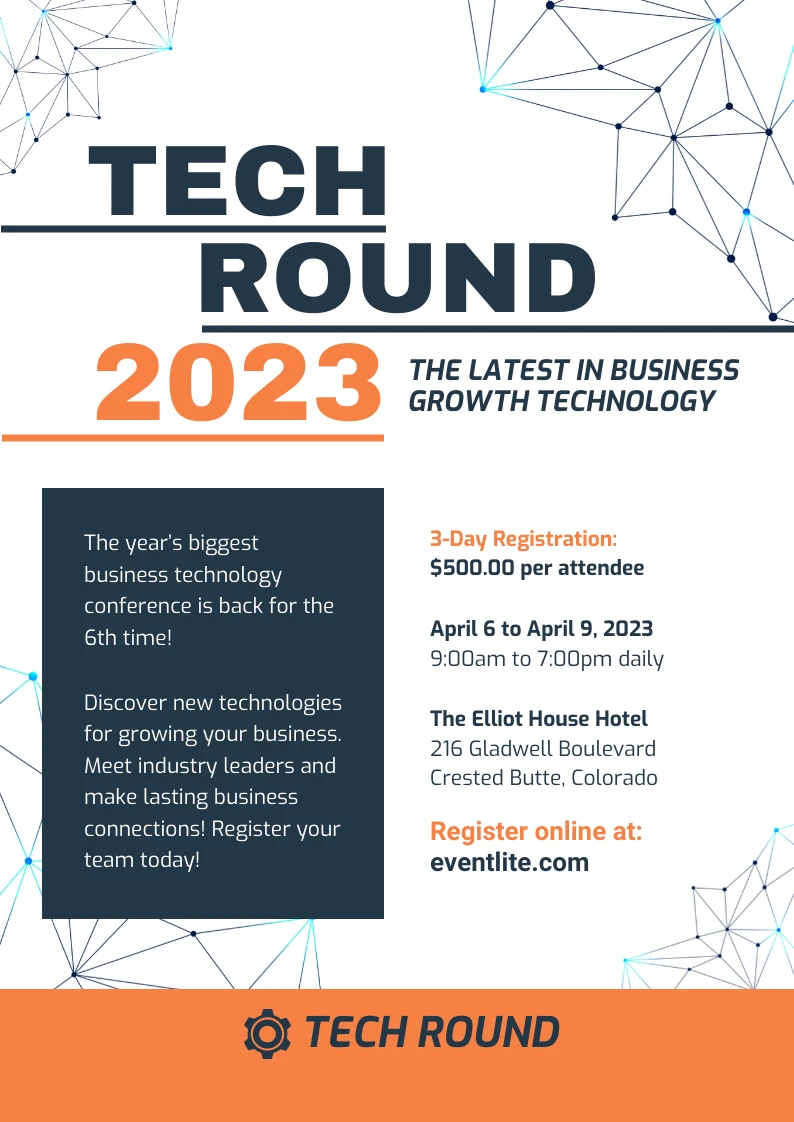 TECH
ROUND
2023
THE LATEST IN BUSINESS
GROWTH TECHNOLOGY
The year’s biggest
business technology
conference is back for the
6th time!
Discover new technologies
for growing your business.
Meet industry leaders and
make lasting business
connections! Register your
team today!
3-Day Registration:
$500.00 per attendee
April 6 to April 9, 2023
9:00am to 7:00pm daily
The Elliot House Hotel
216 Gladwell Boulevard
Crested Butte, Colorado
Register online at:
eventlite.com
TECH ROUND